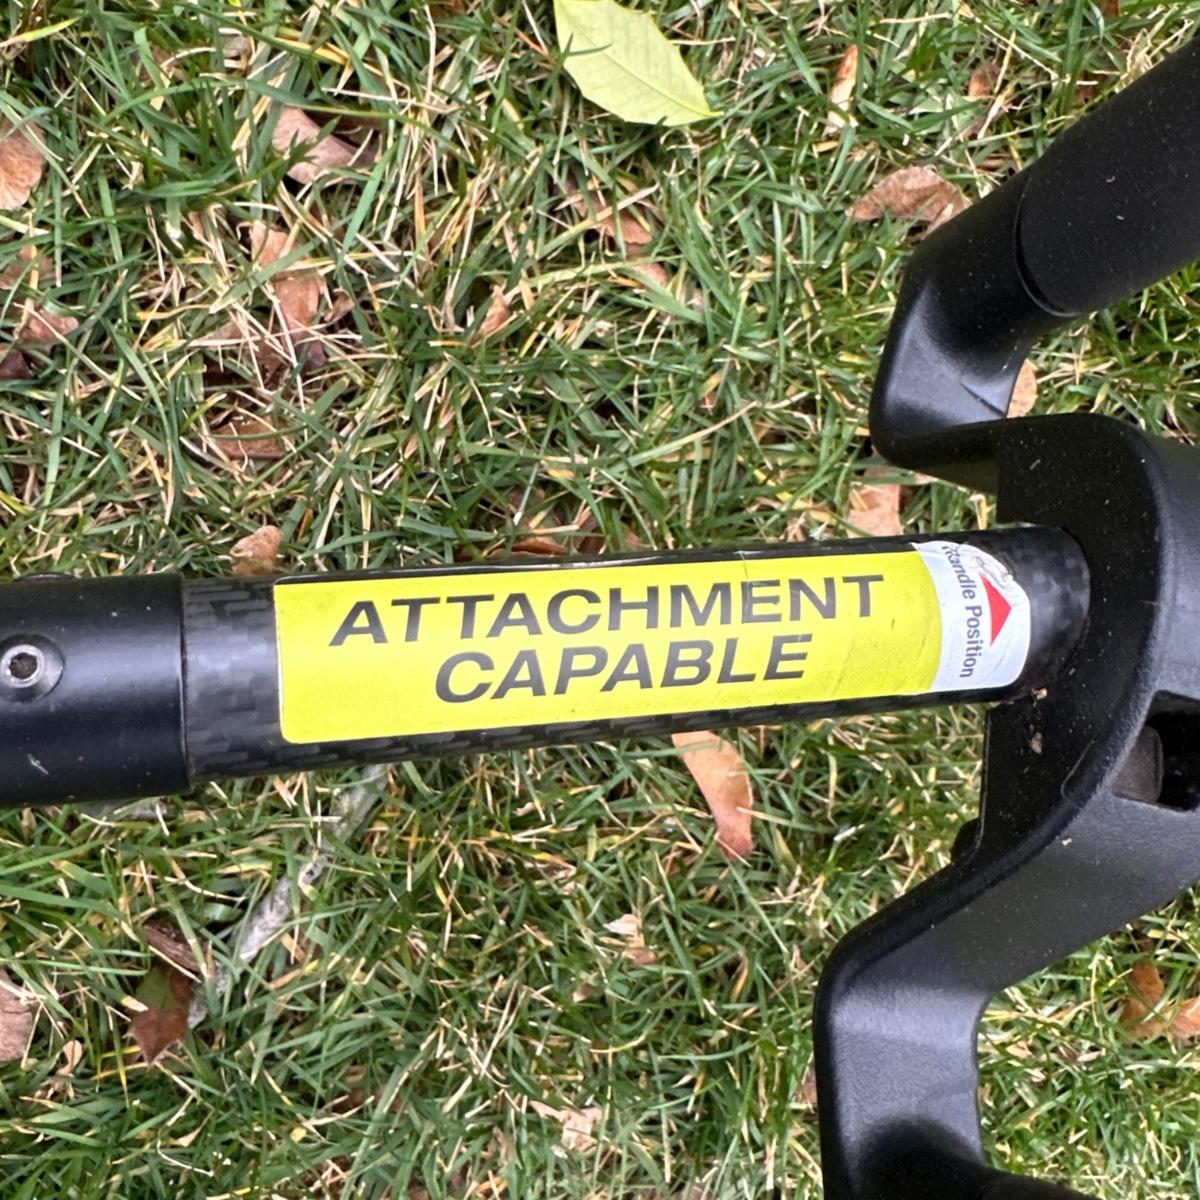 ATTACHMENT
CAPABLE
Handle Position